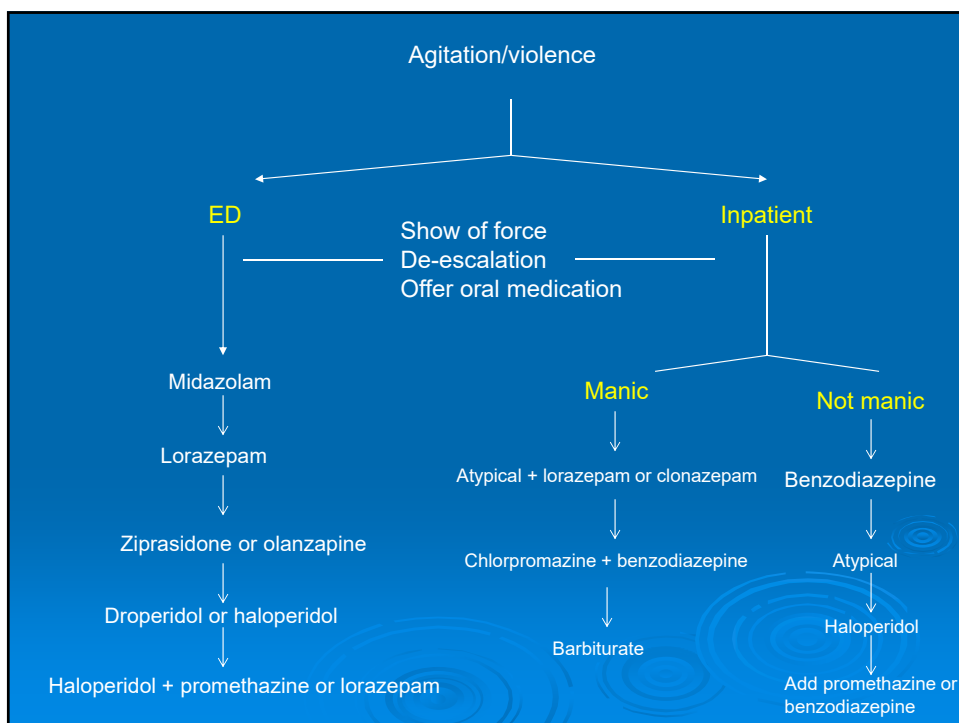 Agitation/violence
ED
Inpatient
Show of force
De-escalation
Offer oral medication
Midazolam
Lorazepam
Ziprasidone or olanzapine
Droperidol or haloperidol
Haloperidol + promethazine or lorazepam
Manic
Atypical + lorazepam or clonazepam
Chlorpromazine + benzodiazepine
Barbiturate
Not manic
Benzodiazepine
Atypical
Haloperidol
Add promethazine or
benzodiazepine